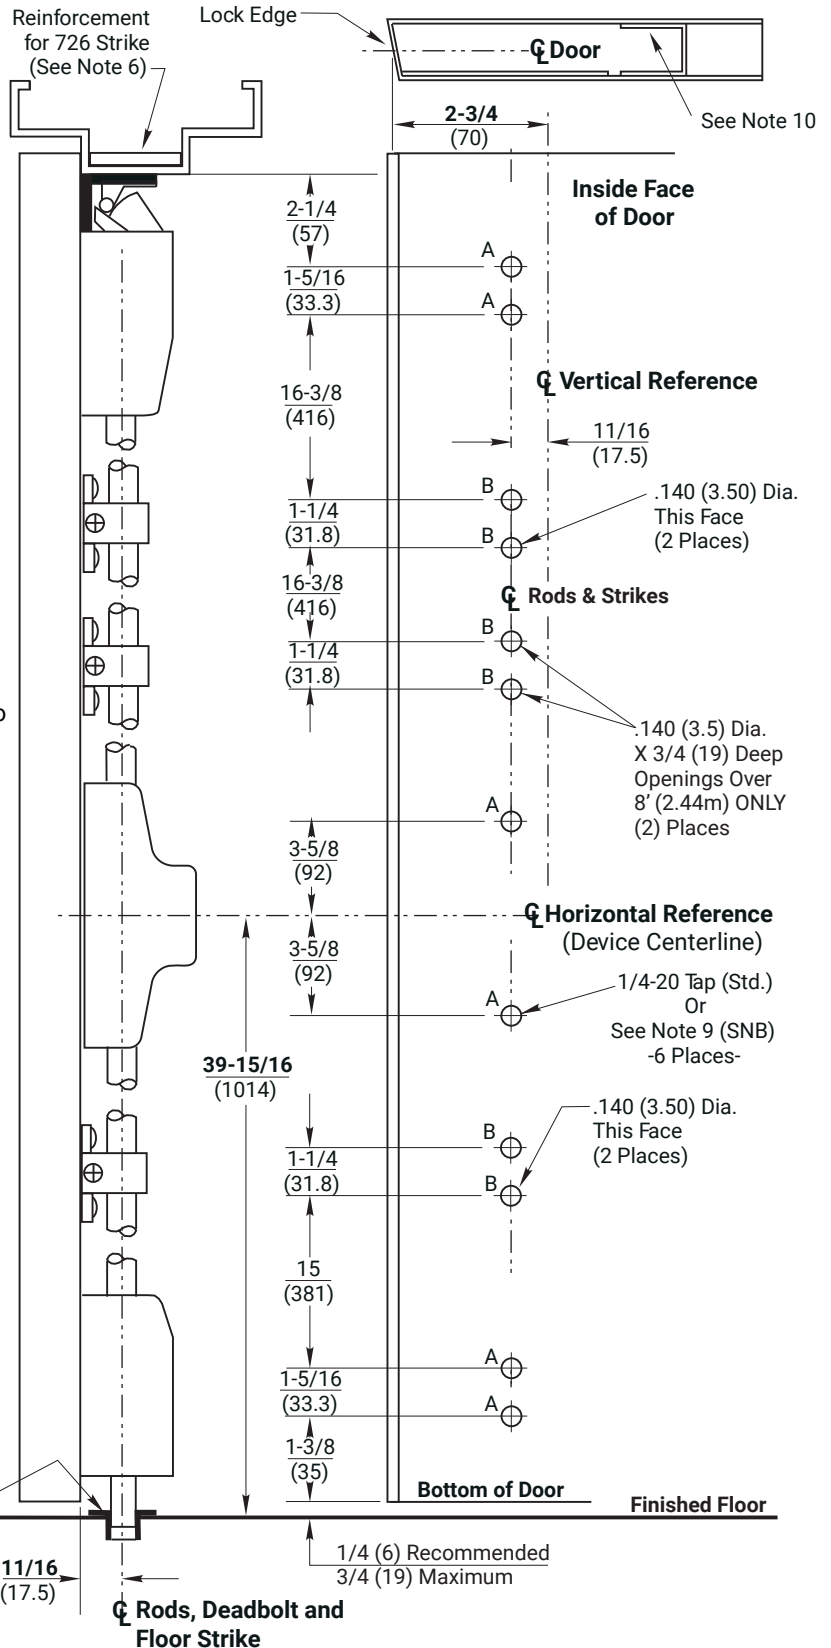 Reinforcement
for 726 Strike
(See Note 6)
Lock Edge
℄ Door
See Note 10
2-3/4
(70)
Inside Face
of Door
2-1/4
(57)
A
1-5/16
(33.3)
A
16-3/8
(416)
℄ Vertical Reference
11/16
(17.5)
B
1-1/4
(31.8)
B
.140 (3.50) Dia.
This Face
(2 Places)
16-3/8
(416)
℄ Rods & Strikes
B
1-1/4
(31.8)
B
.140 (3.5) Dia.
X 3/4 (19) Deep
Openings Over
8’ (2.44m) ONLY
(2) Places
A
3-5/8
(92)
℄ Horizontal Reference
(Device Centerline)
3-5/8
(92)
A
1/4-20 Tap (Std.)
Or
See Note 9 (SNB)
-6 Places-
39-15/16
(1014)
.140 (3.50) Dia.
This Face
(2 Places)
B
1-1/4
(31.8)
B
15
(381)
A
1-5/16
(33.3)
A
1-3/8
(35)
Bottom of Door
Finished Floor
1/4 (6) Recommended
3/4 (19) Maximum
11/16
(17.5)
℄ Rods, Deadbolt and
Floor Strike